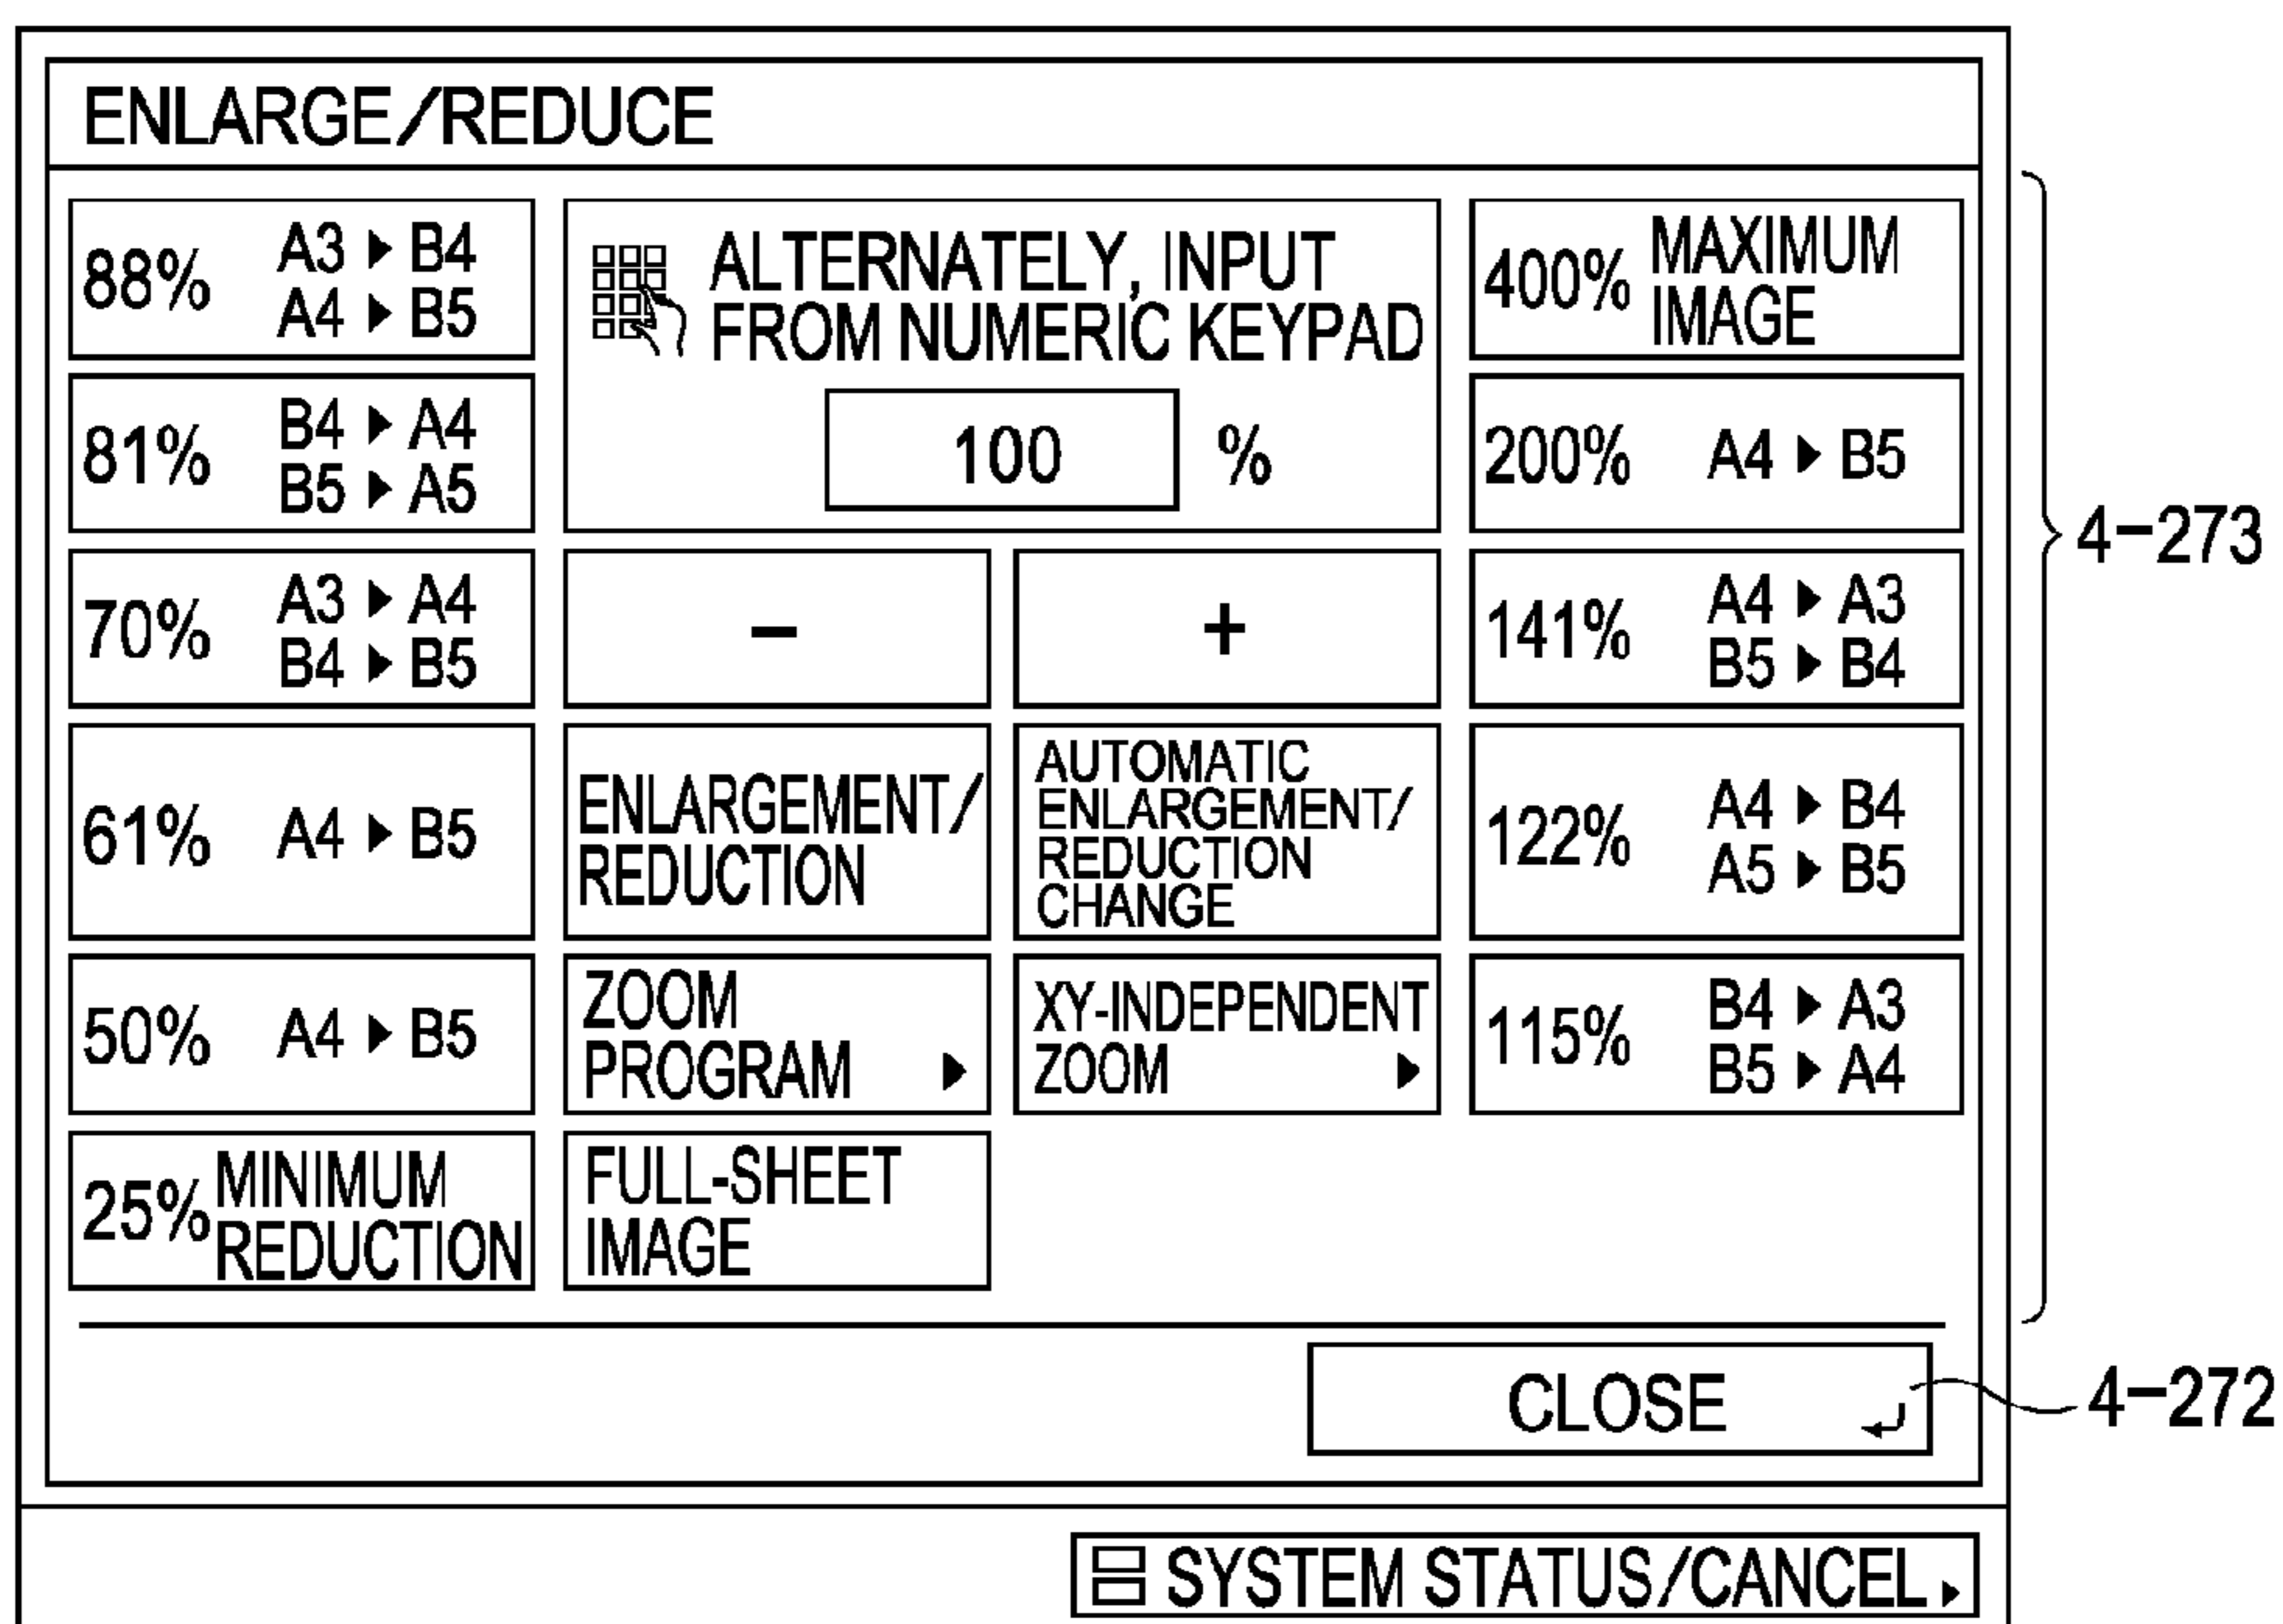 ENLARGE/REDUCE
88% A3 ▶ B4
A4 ▶ B5
81% B4 ▶ A4
B5 ▶ A5
70% A3 ▶ A4
B4 ▶ B5
61% A4 ▶ B5
50% A4 ▶ B5
25% MINIMUM
REDUCTION
ALTERNATELY, INPUT
FROM NUMERIC KEYPAD
100 %
−
+
ENLARGEMENT/
REDUCTION
AUTOMATIC
ENLARGEMENT/
REDUCTION
CHANGE
ZOOM
PROGRAM ▶
XY-INDEPENDENT
ZOOM ▶
FULL-SHEET
IMAGE
400% MAXIMUM
IMAGE
200% A4 ▶ B5
141% A4 ▶ A3
B5 ▶ B4
122% A4 ▶ B4
A5 ▶ B5
115% B4 ▶ A3
B5 ▶ A4
4-273
CLOSE
4-272
SYSTEM STATUS/CANCEL ▶